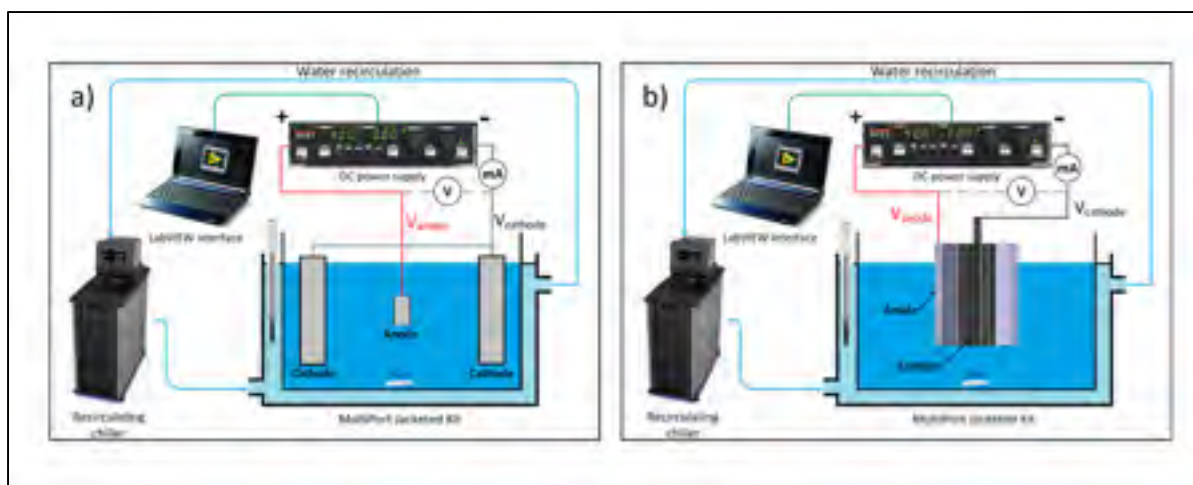 a)
Water recirculation
+
-
DC power supply
mA
V
LabVIEW interface
Vanode
Vcathode
Anode
Cathode
Cathode
MultiPort Jacketed Kit
Recirculating
chiller
b)
Water recirculation
+
-
DC power supply
mA
V
LabVIEW interface
Vanode
Vcathode
Anode
MultiPort Jacketed Kit
Recirculating
chiller